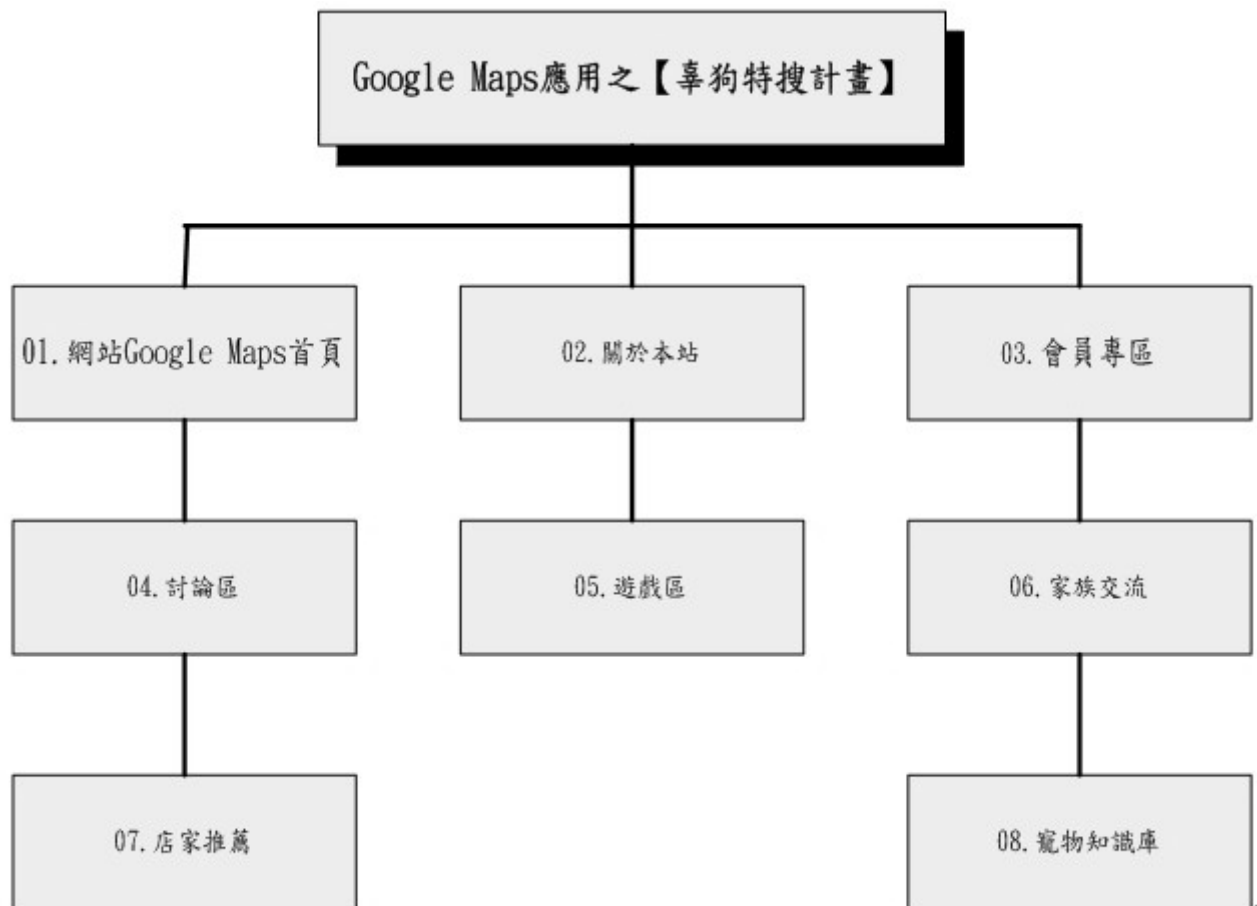 Google Maps應用之【辜狗特搜計畫】
01.網站Google Maps首頁
02.關於本站
03.會員專區
04.討論區
05.遊戲區
06.家族交流
07.店家推薦
08.寵物知識庫